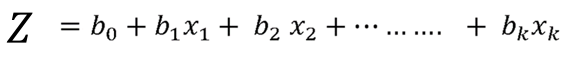 Z = b₀ + b₁x₁ + b₂ x₂ + ⋯ … …. + bₖxₖ